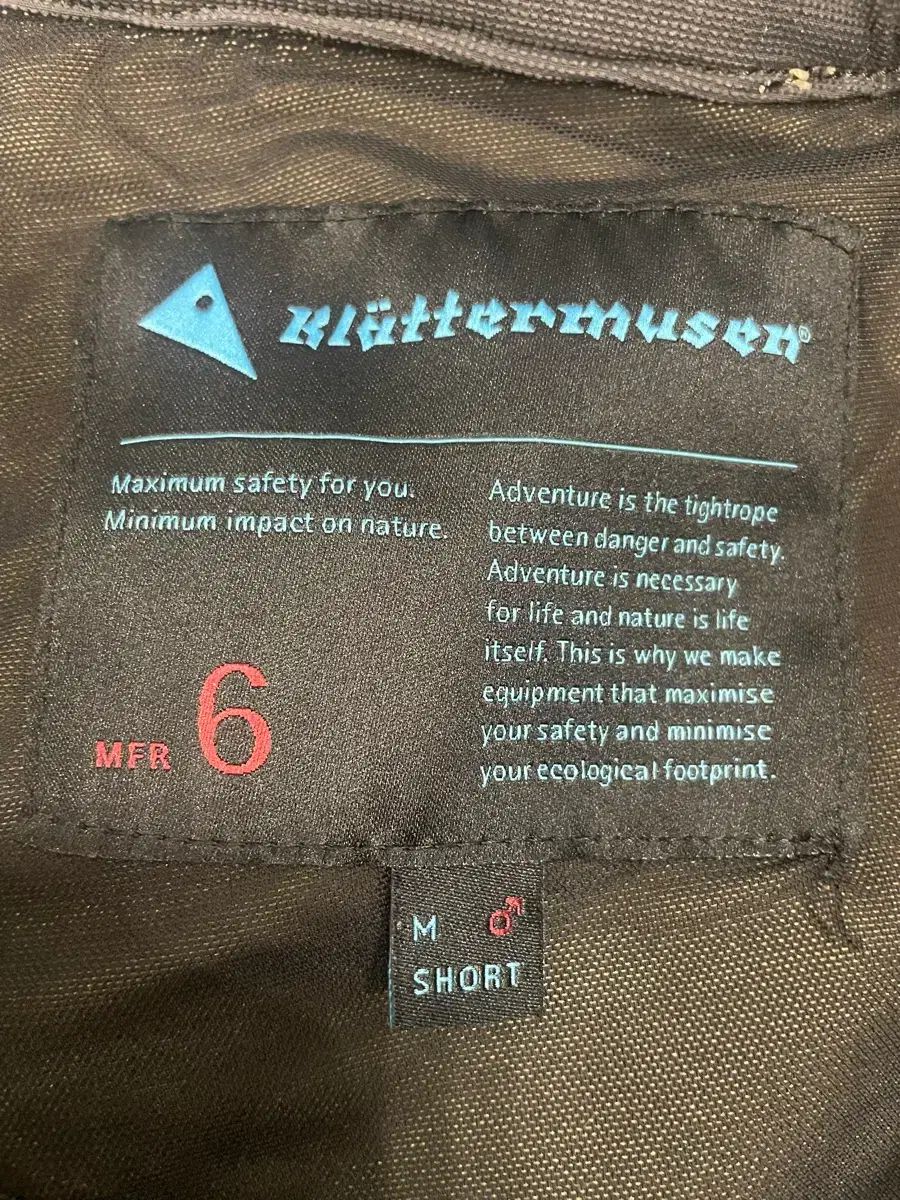 Klättermusen®
Maximum safety for you.
Minimum impact on nature.
Adventure is the tightrope
between danger and safety.
Adventure is necessary
for life and nature is life
itself. This is why we make
equipment that maximise
your safety and minimise
your ecological footprint.
MFR 6
M ♂
SHORT